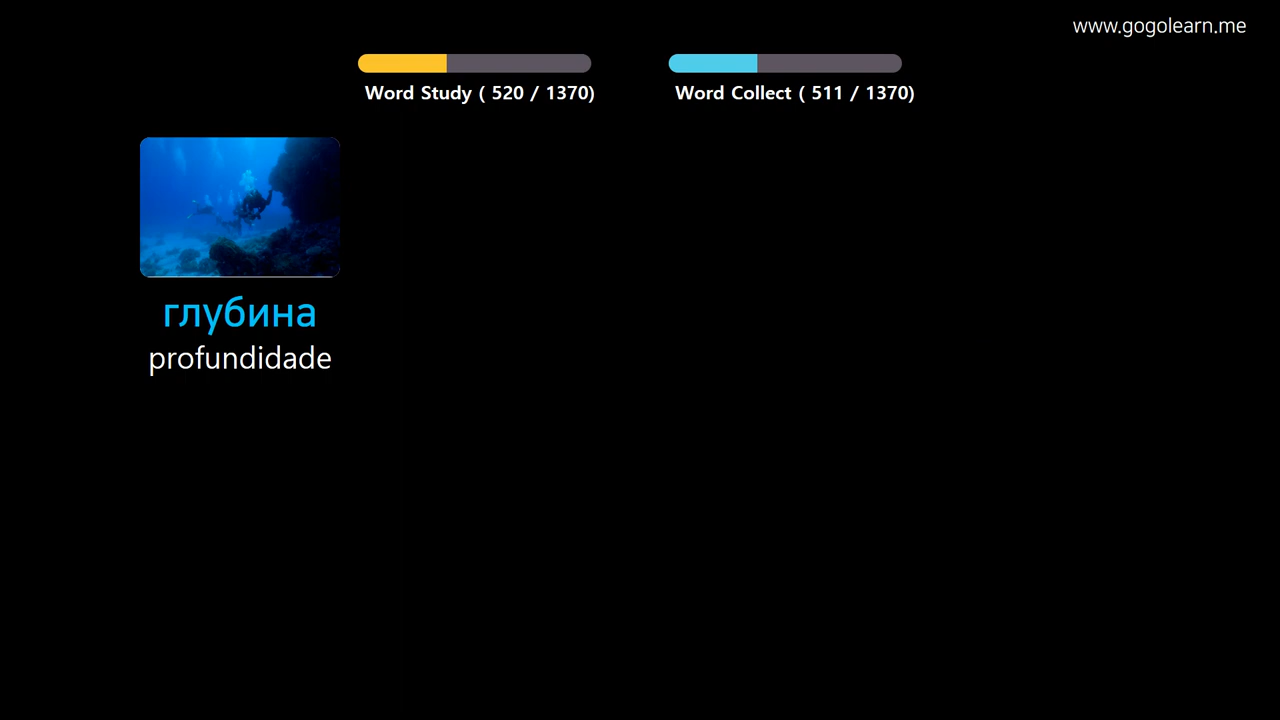 www.gogolearn.me
Word Study ( 520 / 1370)
Word Collect ( 511 / 1370)
глубина
profundidade